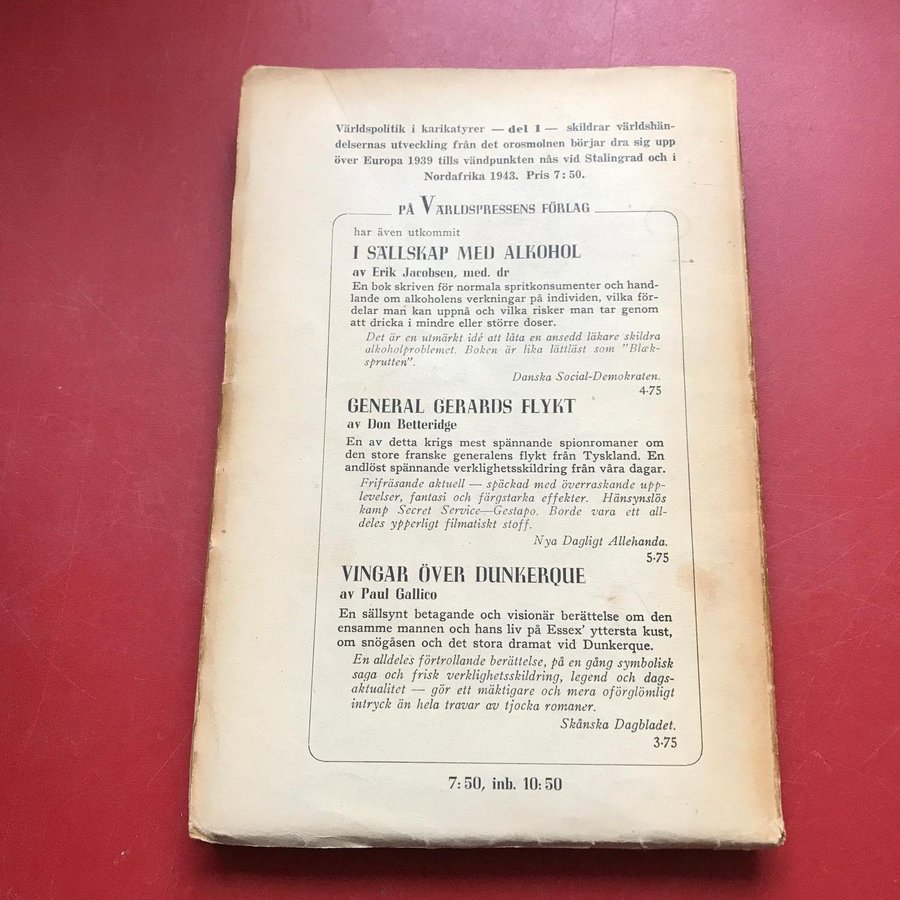 Världspolitik i karikatyrer — del 1 — skildrar världshän-
delsernas utveckling från det orosmolnen börjar dra sig upp
över Europa 1939 tills vändpunkten nås vid Stalingrad och i
Nordafrika 1943. Pris 7:50.
PÅ VÄRLDSPRESSENS FÖRLAG
har även utkommit
I SÄLLSKAP MED ALKOHOL
av Erik Jacobsen, med. dr
En bok skriven för normala spritkonsumenter och hand-
lande om alkoholens verkningar på individen, vilka för-
delar man kan uppnå och vilka risker man tar genom
att dricka i mindre eller större doser.
Det är en utmärkt idé att låta en ansedd läkare skildra
alkoholproblemet. Boken är lika lättläst som "Blæk-
sprutten".
Danska Social-Demokraten.
4.75
GENERAL GERARDS FLYKT
av Don Betteridge
En av detta krigs mest spännande spionromaner om
den store franske generalens flykt från Tyskland. En
andlöst spännande verklighetsskildring från våra dagar.
Frifräsande aktuell — späckad med överraskande upp-
levelser, fantasi och färgstarka effekter. Hänsynslös
kamp Secret Service—Gestapo. Borde vara ett all-
deles ypperligt filmatiskt stoff.
Nya Dagligt Allehanda.
5.75
VINGAR ÖVER DUNKERQUE
av Paul Gallico
En sällsynt betagande och visionär berättelse om den
ensamme mannen och hans liv på Essex' yttersta kust,
om snögåsen och det stora dramat vid Dunkerque.
En alldeles förtrollande berättelse, på en gång symbolisk
saga och frisk verklighetsskildring, legend och dags-
aktualitet — gör ett mäktigare och mera oförglömligt
intryck än hela travar av tjocka romaner.
Skånska Dagbladet.
3.75
7:50, inb. 10:50